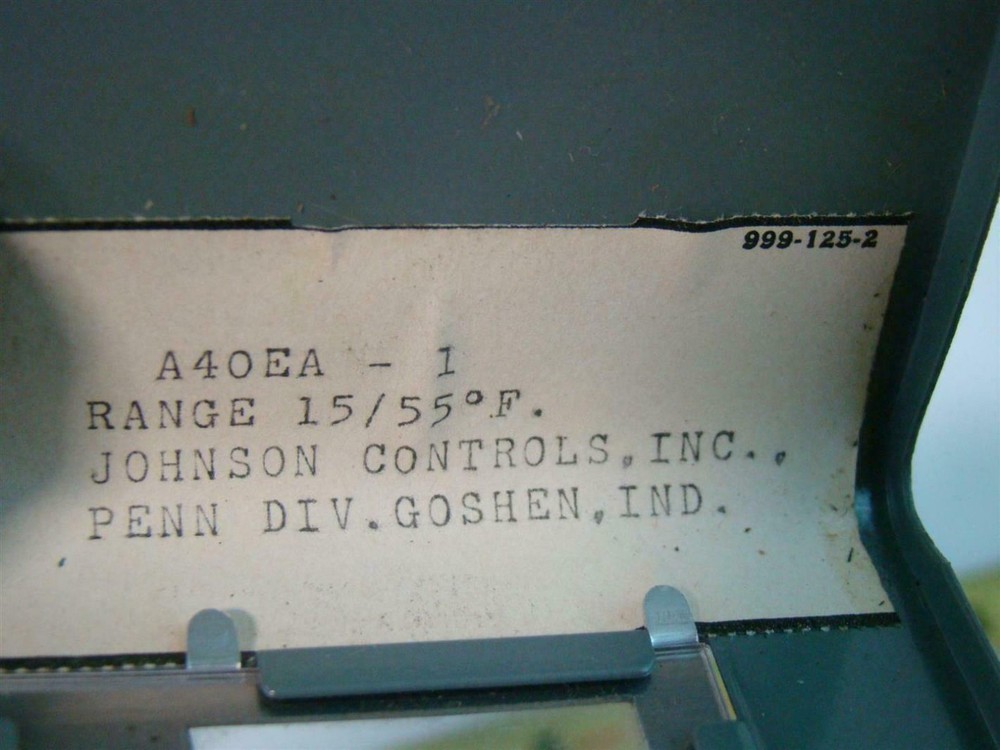 999-125-2
A40EA - 1
RANGE 15/55°F.
JOHNSON CONTROLS,INC.,
PENN DIV.GOSHEN,IND.